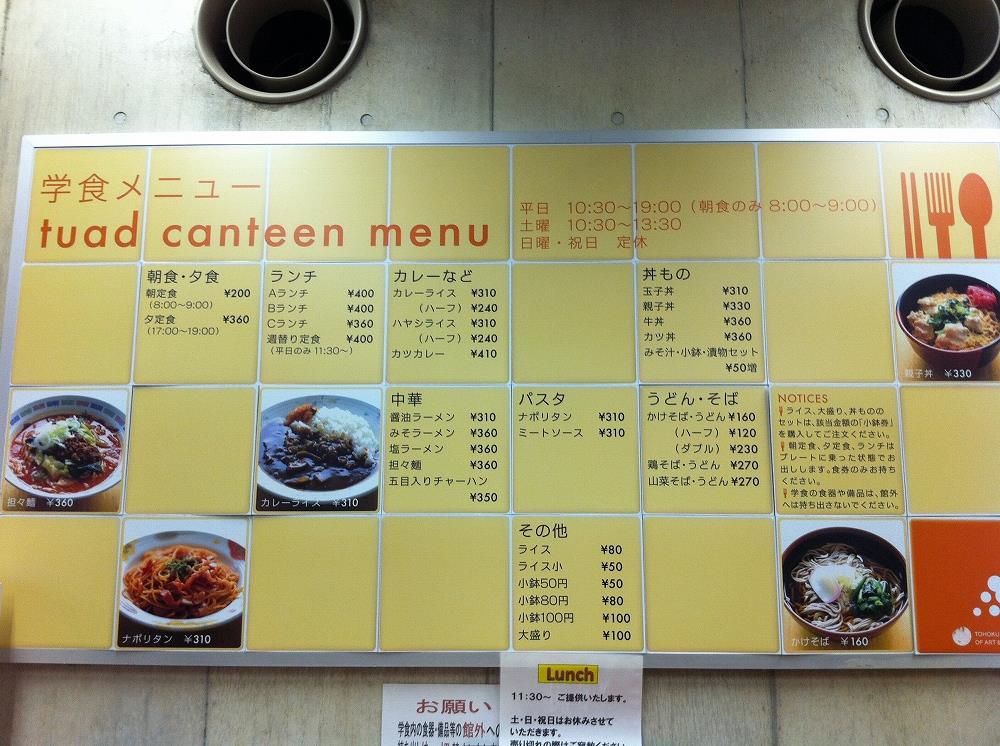 学食メニュー
tuad canteen menu
平日 10:30～19:00（朝食のみ 8:00～9:00）
土曜 10:30～13:30
日曜・祝日 定休
朝食・夕食
朝定食 ¥200
（8:00～9:00）
夕定食 ¥360
（17:00～19:00）
ランチ
Aランチ ¥400
Bランチ ¥400
Cランチ ¥360
週替り定食 ¥400
（平日のみ 11:30～）
カレーなど
カレーライス ¥310
（ハーフ） ¥240
ハヤシライス ¥310
（ハーフ） ¥240
カツカレー ¥410
丼もの
玉子丼 ¥310
親子丼 ¥330
牛丼 ¥360
カツ丼 ¥360
みそ汁・小鉢・漬物セット
¥50増
親子丼 ¥330
担々麺 ¥360
カレーライス ¥310
中華
醤油ラーメン ¥310
みそラーメン ¥360
塩ラーメン ¥360
担々麺 ¥360
五目入りチャーハン
¥350
パスタ
ナポリタン ¥310
ミートソース ¥310
うどん・そば
かけそば・うどん ¥160
（ハーフ） ¥120
（ダブル） ¥230
鶏そば・うどん ¥270
山菜そば・うどん ¥270
NOTICES
ライス、大盛り、丼ものの
セットは、該当金額の「小鉢券」
を購入してご注文ください。
朝定食、夕定食、ランチは
プレートに乗った状態でお
出しします。食券のみお持ち
ください。
学食の食器や備品は、館外
へは持ち出さないでください。
ナポリタン ¥310
その他
ライス ¥80
ライス小 ¥50
小鉢50円 ¥50
小鉢80円 ¥80
小鉢100円 ¥100
大盛り ¥100
かけそば ¥160
TOHOKU
OF ART
お願い
学食内の食器・備品等の館外への
Lunch
11:30～ ご提供いたします。
土・日・祝日はお休みさせて
いただきます。